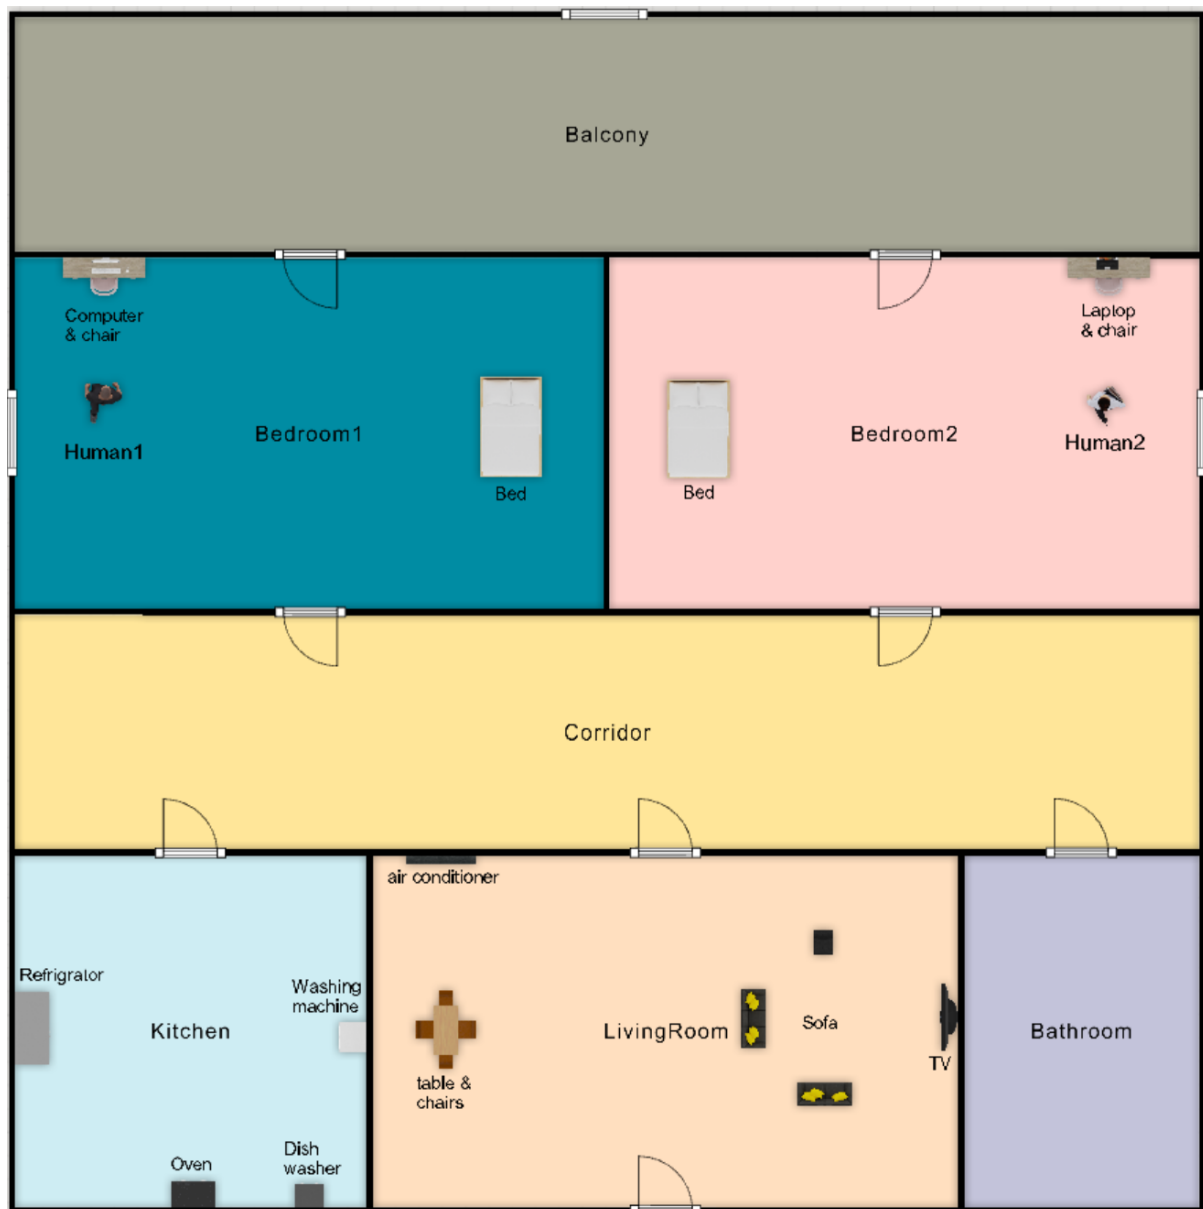 Balcony
Computer
& chair
Laptop
& chair
Human1
Bedroom1
Bed
Bedroom2
Human2
Bed
Corridor
air conditioner
Refrigrator
Washing
machine
Kitchen
table &
chairs
LivingRoom
Sofa
TV
Bathroom
Oven
Dish
washer